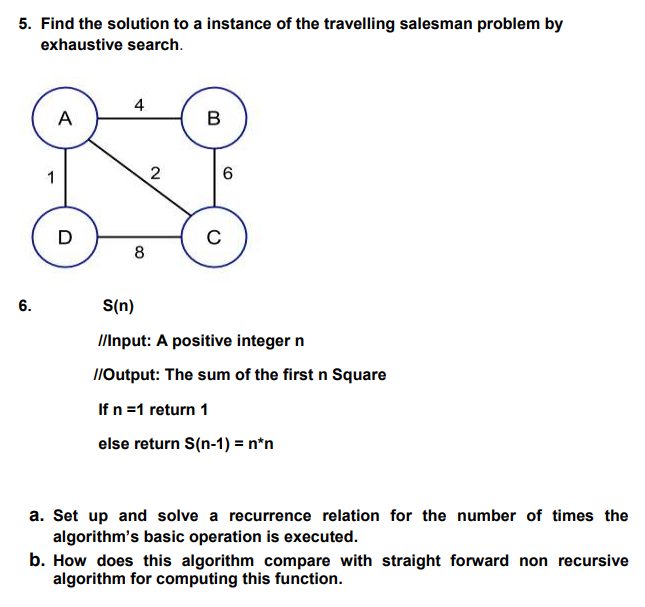 5. Find the solution to a instance of the travelling salesman problem by
exhaustive search.
4
A
B
1
2
6
D
C
8
6. S(n)
//Input: A positive integer n
//Output: The sum of the first n Square
If n =1 return 1
else return S(n-1) = n*n
a. Set up and solve a recurrence relation for the number of times the
algorithm's basic operation is executed.
b. How does this algorithm compare with straight forward non recursive
algorithm for computing this function.